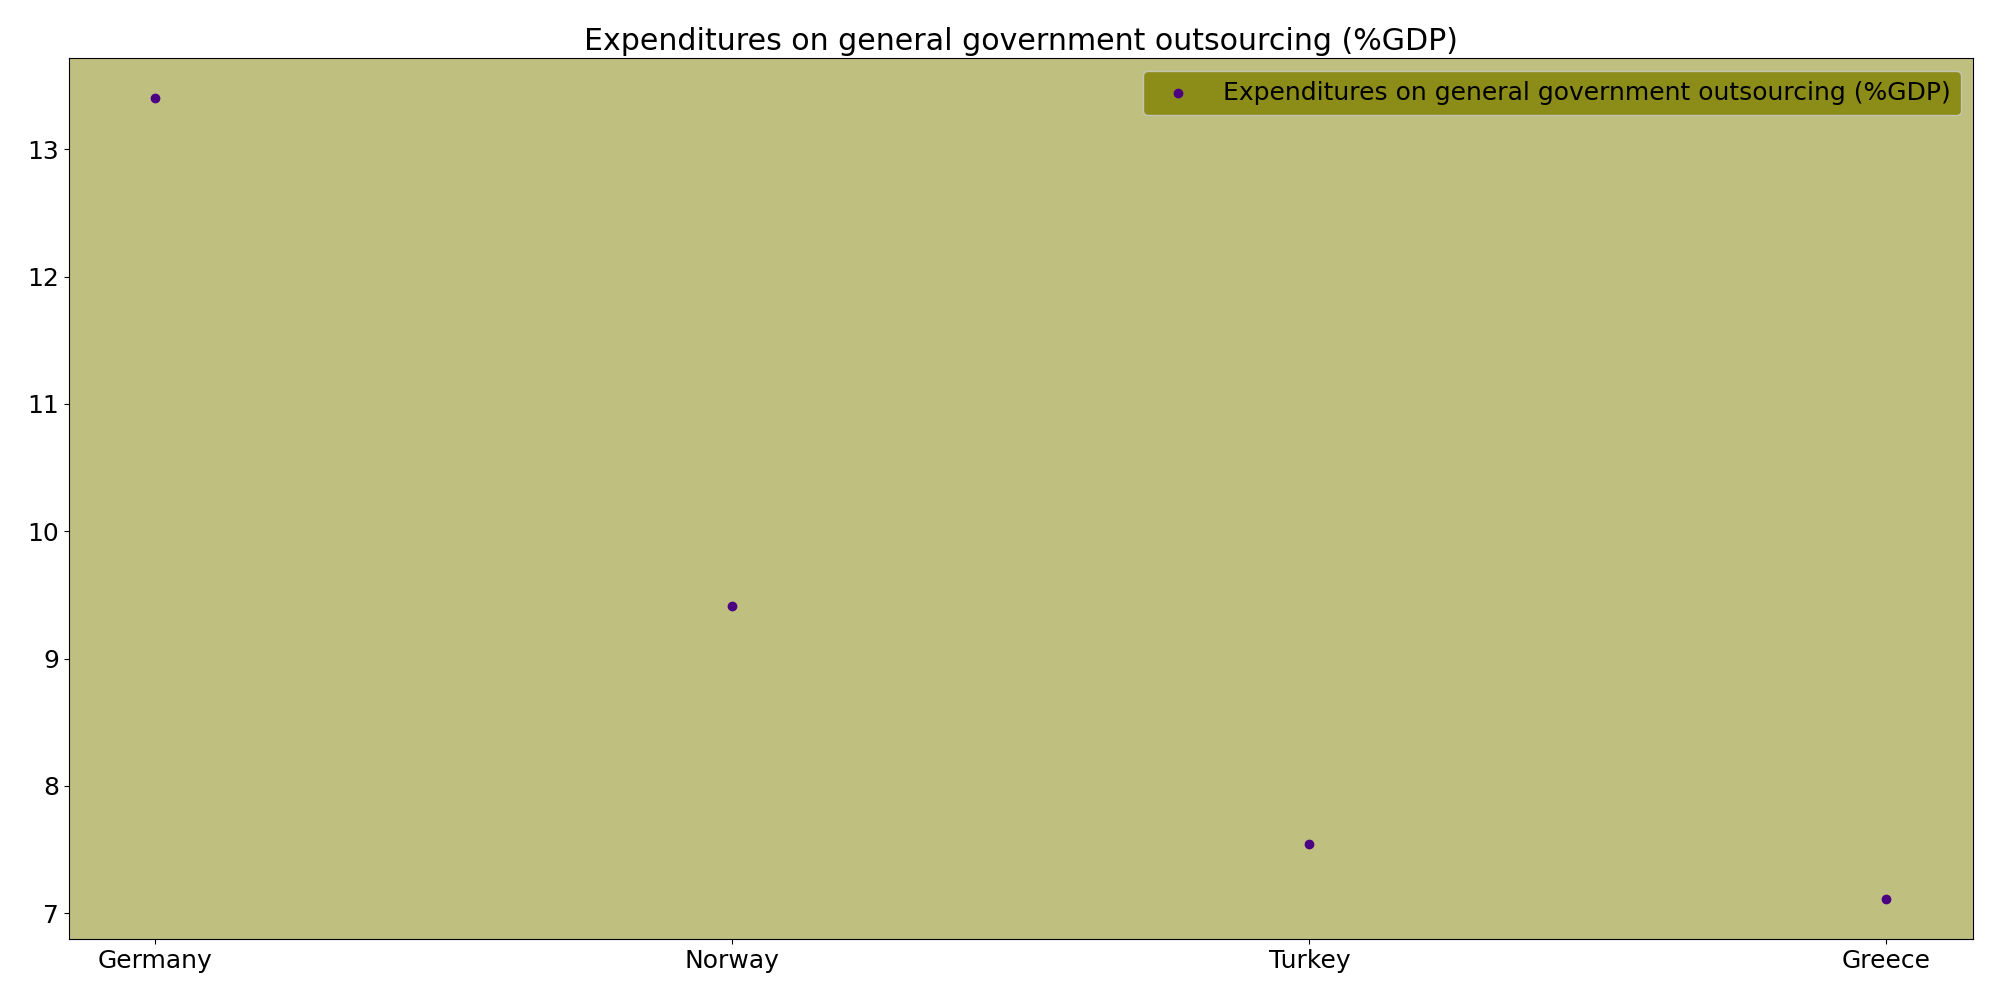 Expenditures on general government outsourcing (%GDP)
Expenditures on general government outsourcing (%GDP)
13
12
11
10
9
8
7
Germany Norway Turkey Greece